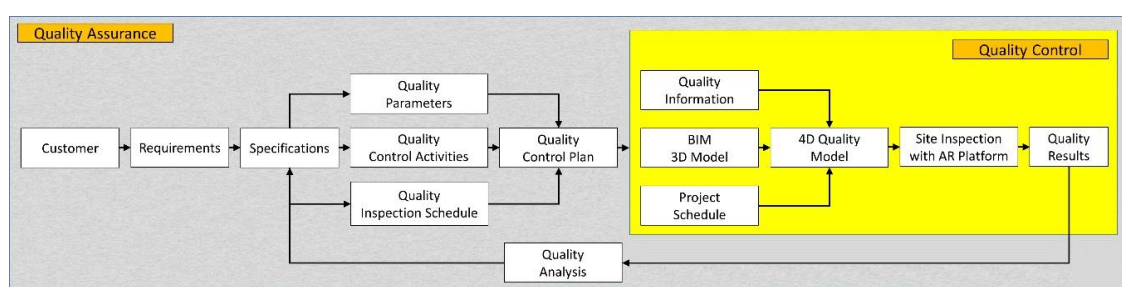 Quality Assurance
Quality Control
Quality
Parameters
Customer
Requirements
Specifications
Quality
Control Activities
Quality
Inspection Schedule
Quality
Control Plan
Quality
Information
BIM
3D Model
Project
Schedule
4D Quality
Model
Site Inspection
with AR Platform
Quality
Results
Quality
Analysis